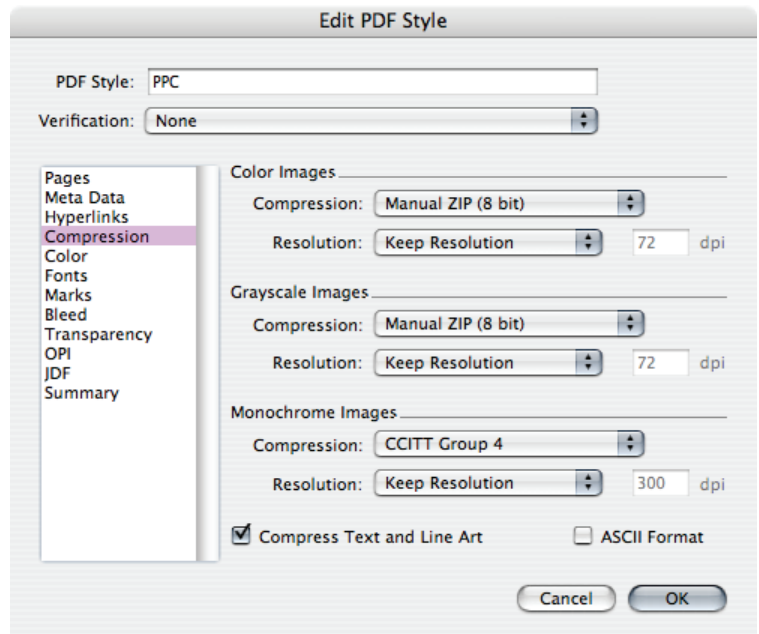 Edit PDF Style
PDF Style: PPC
Verification: None
Pages
Meta Data
Hyperlinks
Compression
Color
Fonts
Marks
Bleed
Transparency
OPI
JDF
Summary
Color Images
Compression: Manual ZIP (8 bit)
Resolution: Keep Resolution 72 dpi
Grayscale Images
Compression: Manual ZIP (8 bit)
Resolution: Keep Resolution 72 dpi
Monochrome Images
Compression: CCITT Group 4
Resolution: Keep Resolution 300 dpi
Compress Text and Line Art ASCII Format
Cancel OK